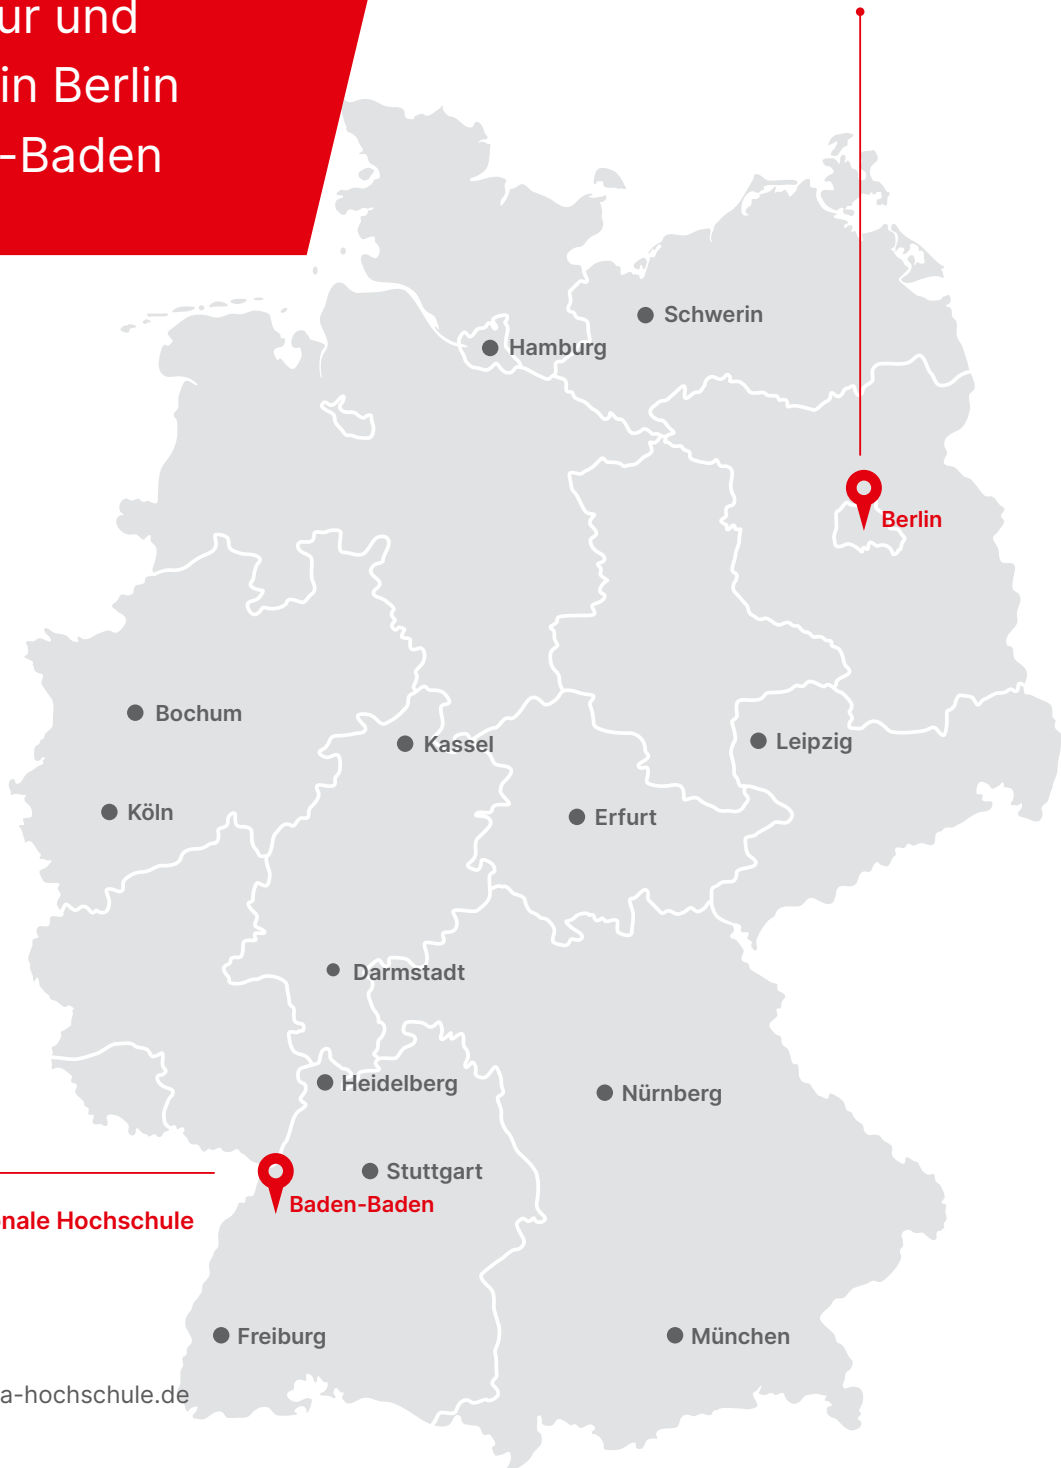 ur und
in Berlin
-Baden
Schwerin
Hamburg
Berlin
Bochum
Kassel
Leipzig
Köln
Erfurt
Darmstadt
Heidelberg
Nürnberg
Stuttgart
Baden-Baden
nale Hochschule
Freiburg
München
a-hochschule.de